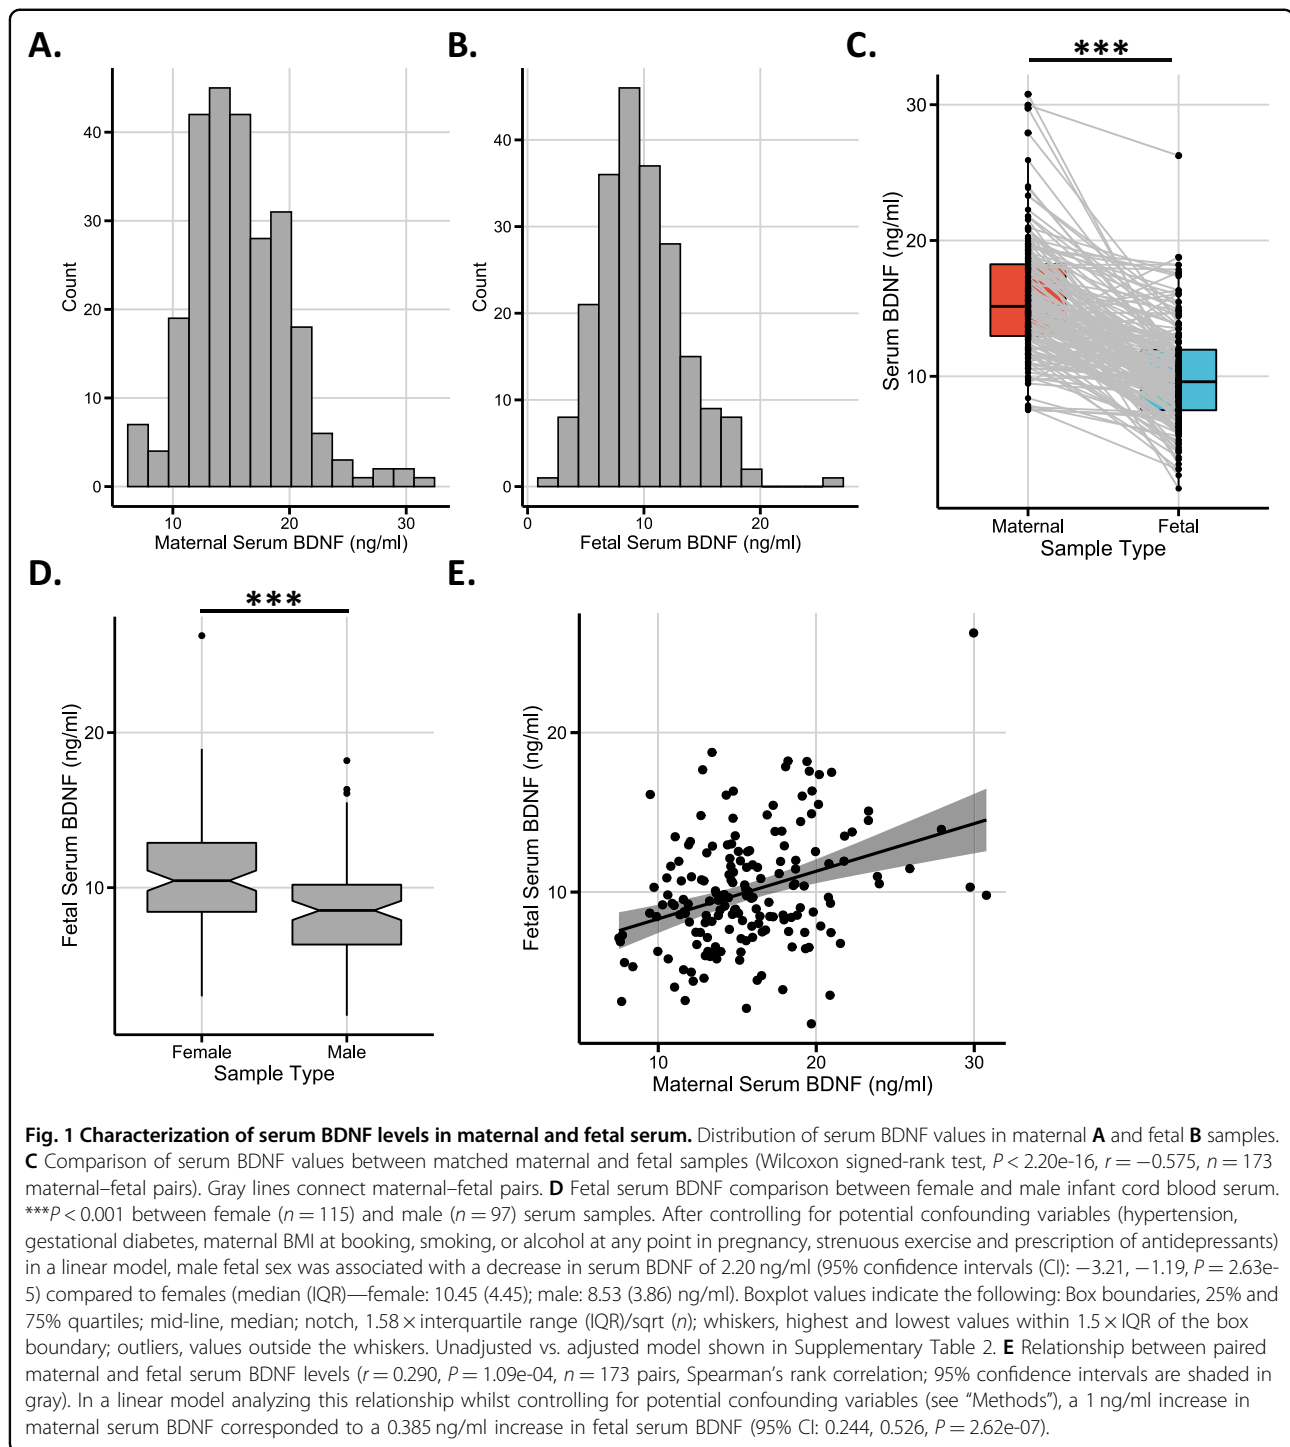 A.
40
30
20
10
0
Count
10
20
30
Maternal Serum BDNF (ng/ml)
B.
40
30
20
10
0
Count
0
10
20
Fetal Serum BDNF (ng/ml)
C.
***
30
20
10
Serum BDNF (ng/ml)
Maternal
Fetal
Sample Type
D.
***
20
10
Fetal Serum BDNF (ng/ml)
Female
Male
Sample Type
E.
20
10
Fetal Serum BDNF (ng/ml)
10
20
30
Maternal Serum BDNF (ng/ml)
Fig. 1 Characterization of serum BDNF levels in maternal and fetal serum. Distribution of serum BDNF values in maternal A and fetal B samples.
C Comparison of serum BDNF values between matched maternal and fetal samples (Wilcoxon signed-rank test, P < 2.20e-16, r = −0.575, n = 173
maternal–fetal pairs). Gray lines connect maternal–fetal pairs. D Fetal serum BDNF comparison between female and male infant cord blood serum.
***P < 0.001 between female (n = 115) and male (n = 97) serum samples. After controlling for potential confounding variables (hypertension,
gestational diabetes, maternal BMI at booking, smoking, or alcohol at any point in pregnancy, strenuous exercise and prescription of antidepressants)
in a linear model, male fetal sex was associated with a decrease in serum BDNF of 2.20 ng/ml (95% confidence intervals (CI): −3.21, −1.19, P = 2.63e-
5) compared to females (median (IQR)—female: 10.45 (4.45); male: 8.53 (3.86) ng/ml). Boxplot values indicate the following: Box boundaries, 25% and
75% quartiles; mid-line, median; notch, 1.58 × interquartile range (IQR)/sqrt (n); whiskers, highest and lowest values within 1.5 × IQR of the box
boundary; outliers, values outside the whiskers. Unadjusted vs. adjusted model shown in Supplementary Table 2. E Relationship between paired
maternal and fetal serum BDNF levels (r = 0.290, P = 1.09e-04, n = 173 pairs, Spearman's rank correlation; 95% confidence intervals are shaded in
gray). In a linear model analyzing this relationship whilst controlling for potential confounding variables (see “Methods”), a 1 ng/ml increase in
maternal serum BDNF corresponded to a 0.385 ng/ml increase in fetal serum BDNF (95% CI: 0.244, 0.526, P = 2.62e-07).